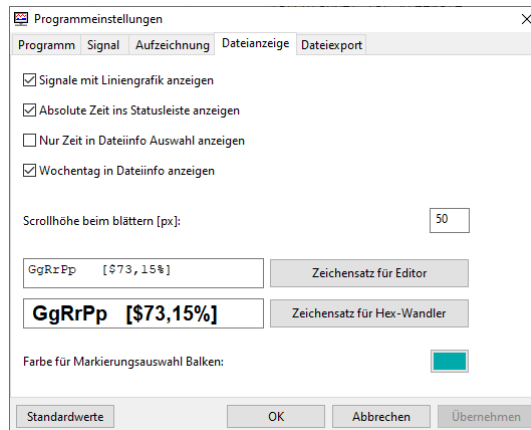 Programmeinstellungen
Programm Signal Aufzeichnung Dateianzeige Dateiexport
Signale mit Liniengrafik anzeigen
Absolute Zeit ins Statusleiste anzeigen
Nur Zeit in Dateiinfo Auswahl anzeigen
Wochentag in Dateiinfo anzeigen
Scrollhöhe beim blättern [px]: 50
GgRrPp [$73,15%] Zeichensatz für Editor
GgRrPp [$73,15%] Zeichensatz für Hex-Wandler
Farbe für Markierungsauswahl Balken:
Standardwerte OK Abbrechen Übernehmen